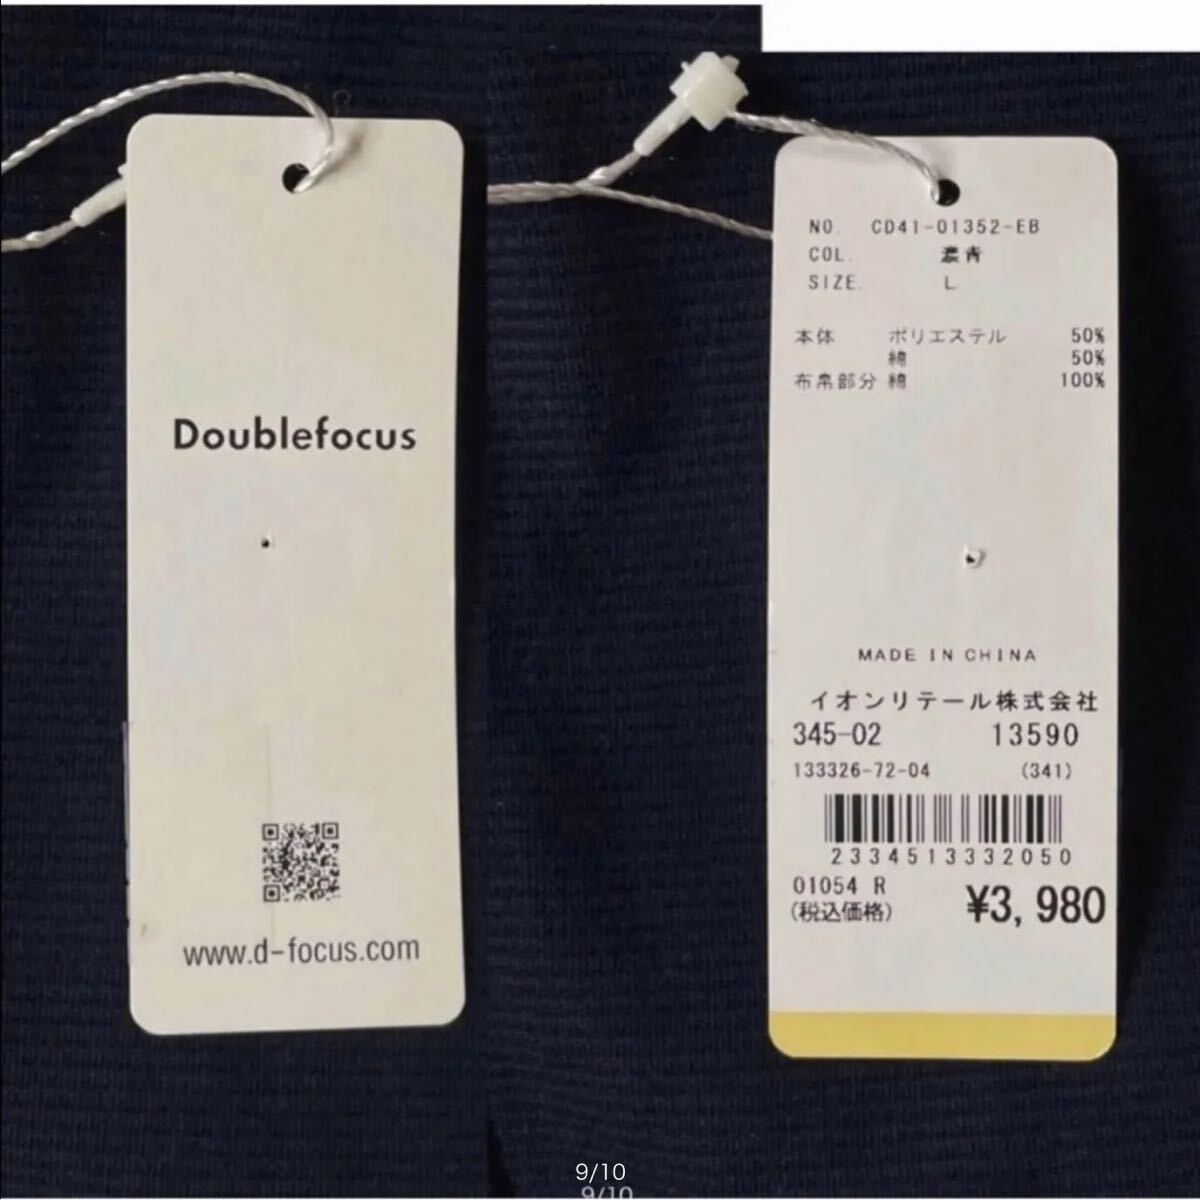 Doublefocus
www.d-focus.com
NO. CD41-01352-EB
COL. 濃青
SIZE. L
本体 ポリエステル 50%
綿 50%
布帛部分 綿 100%
MADE IN CHINA
イオンリテール株式会社
345-02 13590
133326-72-04 (341)
2334513332050
01054 R
(税込価格) ¥3,980
9/10
9/10